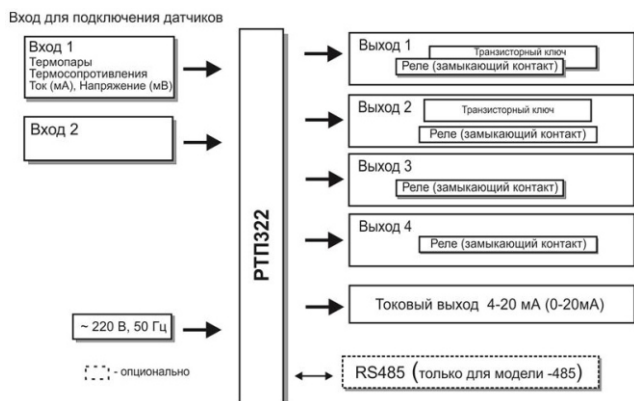 Вход для подключения датчиков
Вход 1
Термопары
Термосопротивления
Ток (мА), Напряжение (мВ)
Вход 2
~ 220 В, 50 Гц
- опционально
РТП322
Выход 1
Транзисторный ключ
Реле (замыкающий контакт)
Выход 2
Транзисторный ключ
Реле (замыкающий контакт)
Выход 3
Реле (замыкающий контакт)
Выход 4
Реле (замыкающий контакт)
Токовый выход 4-20 мА (0-20мА)
RS485 (только для модели -485)